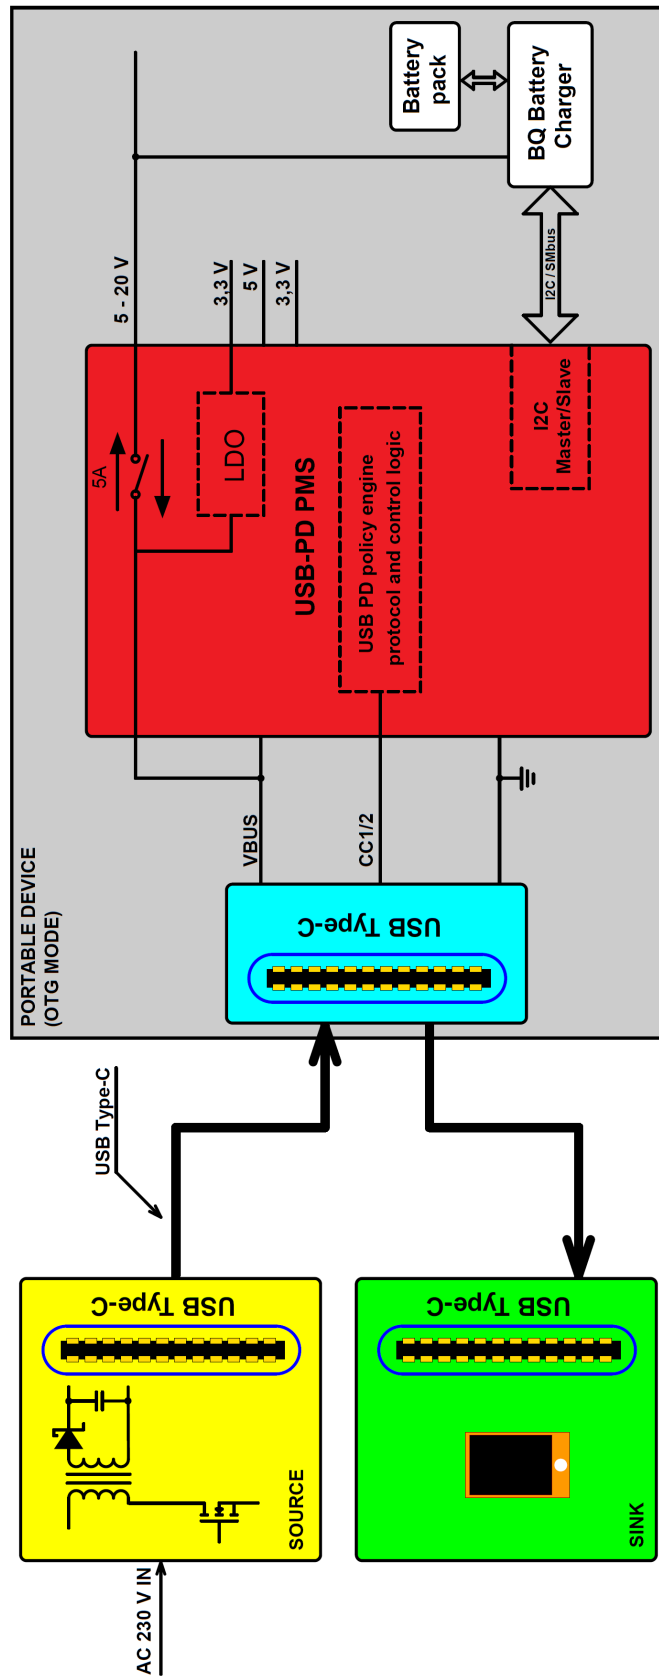 PORTABLE DEVICE
(OTG MODE)
AC 230 V IN
SOURCE
USB Type-C
USB Type-C
SINK
USB Type-C
USB Type-C
VBUS
CC1/2
5A
LDO
USB-PD PMS
USB PD policy engine
protocol and control logic
I2C
Master/Slave
5 - 20 V
3,3 V
5 V
3,3 V
I2C / SMbus
Battery
pack
BQ Battery
Charger